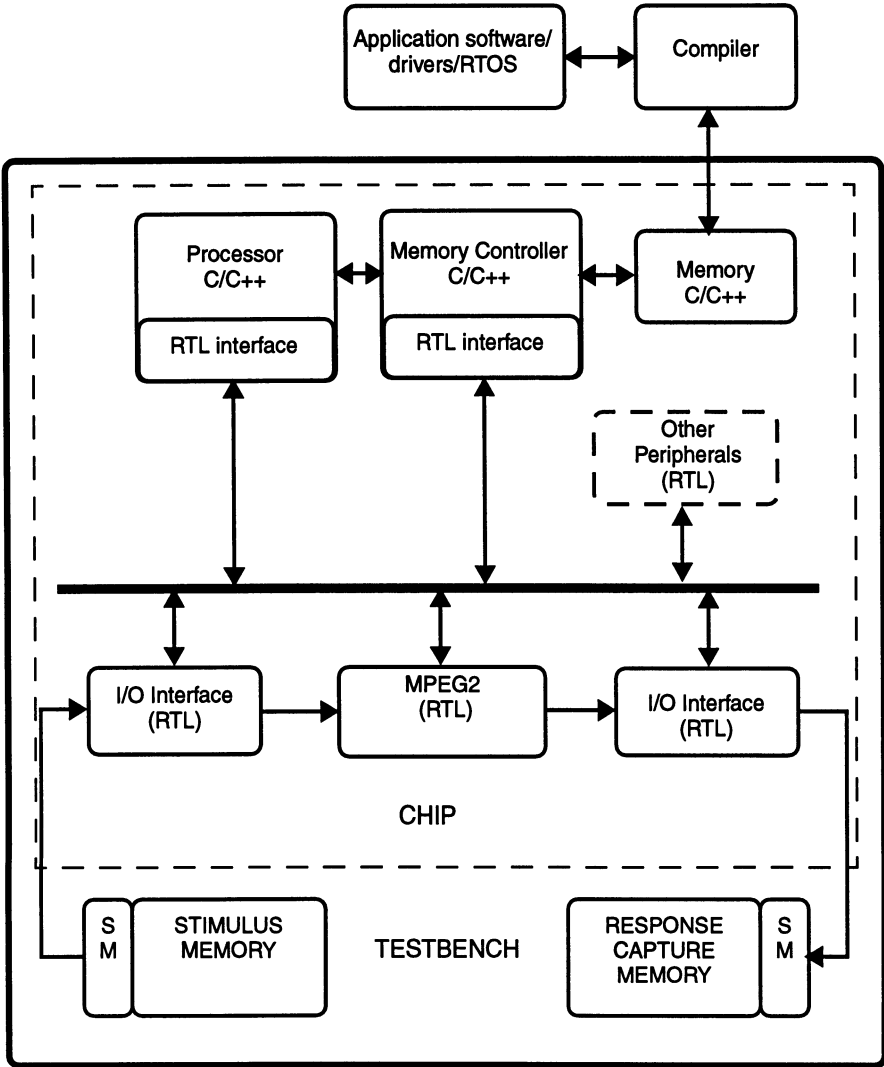 Application software/
drivers/RTOS
Compiler
Processor
C/C++
RTL interface
Memory Controller
C/C++
RTL interface
Memory
C/C++
Other
Peripherals
(RTL)
I/O Interface
(RTL)
MPEG2
(RTL)
I/O Interface
(RTL)
CHIP
S
M
STIMULUS
MEMORY
TESTBENCH
RESPONSE
CAPTURE
MEMORY
S
M